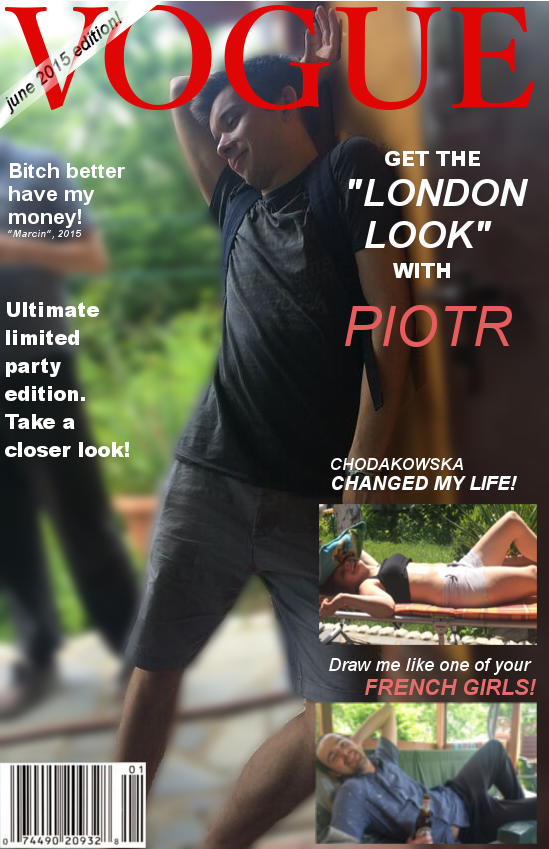 VOGUE
june 2015 edition!
Bitch better
have my
money!
"Marcin", 2015
GET THE
"LONDON
LOOK"
WITH
PIOTR
Ultimate
limited
party
edition.
Take a
closer look!
CHODAKOWSKA
CHANGED MY LIFE!
Draw me like one of your
FRENCH GIRLS!
01
0 74490 20932 8